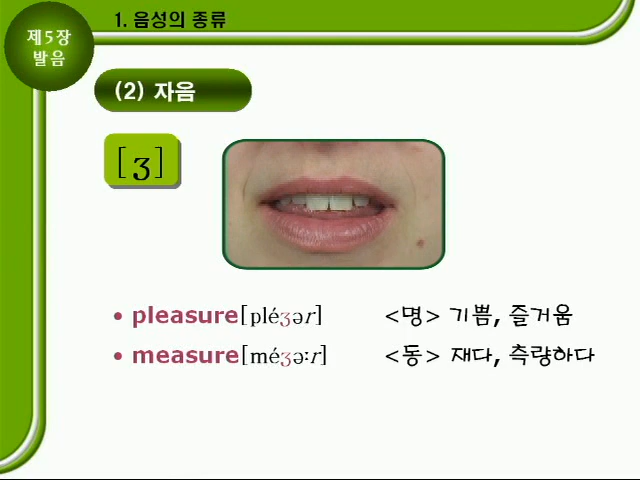 1. 음성의 종류
제5장
발음
(2) 자음
[ʒ]
• pleasure[pléʒər] <명> 기쁨, 즐거움
• measure[méʒəːr] <동> 재다, 측량하다